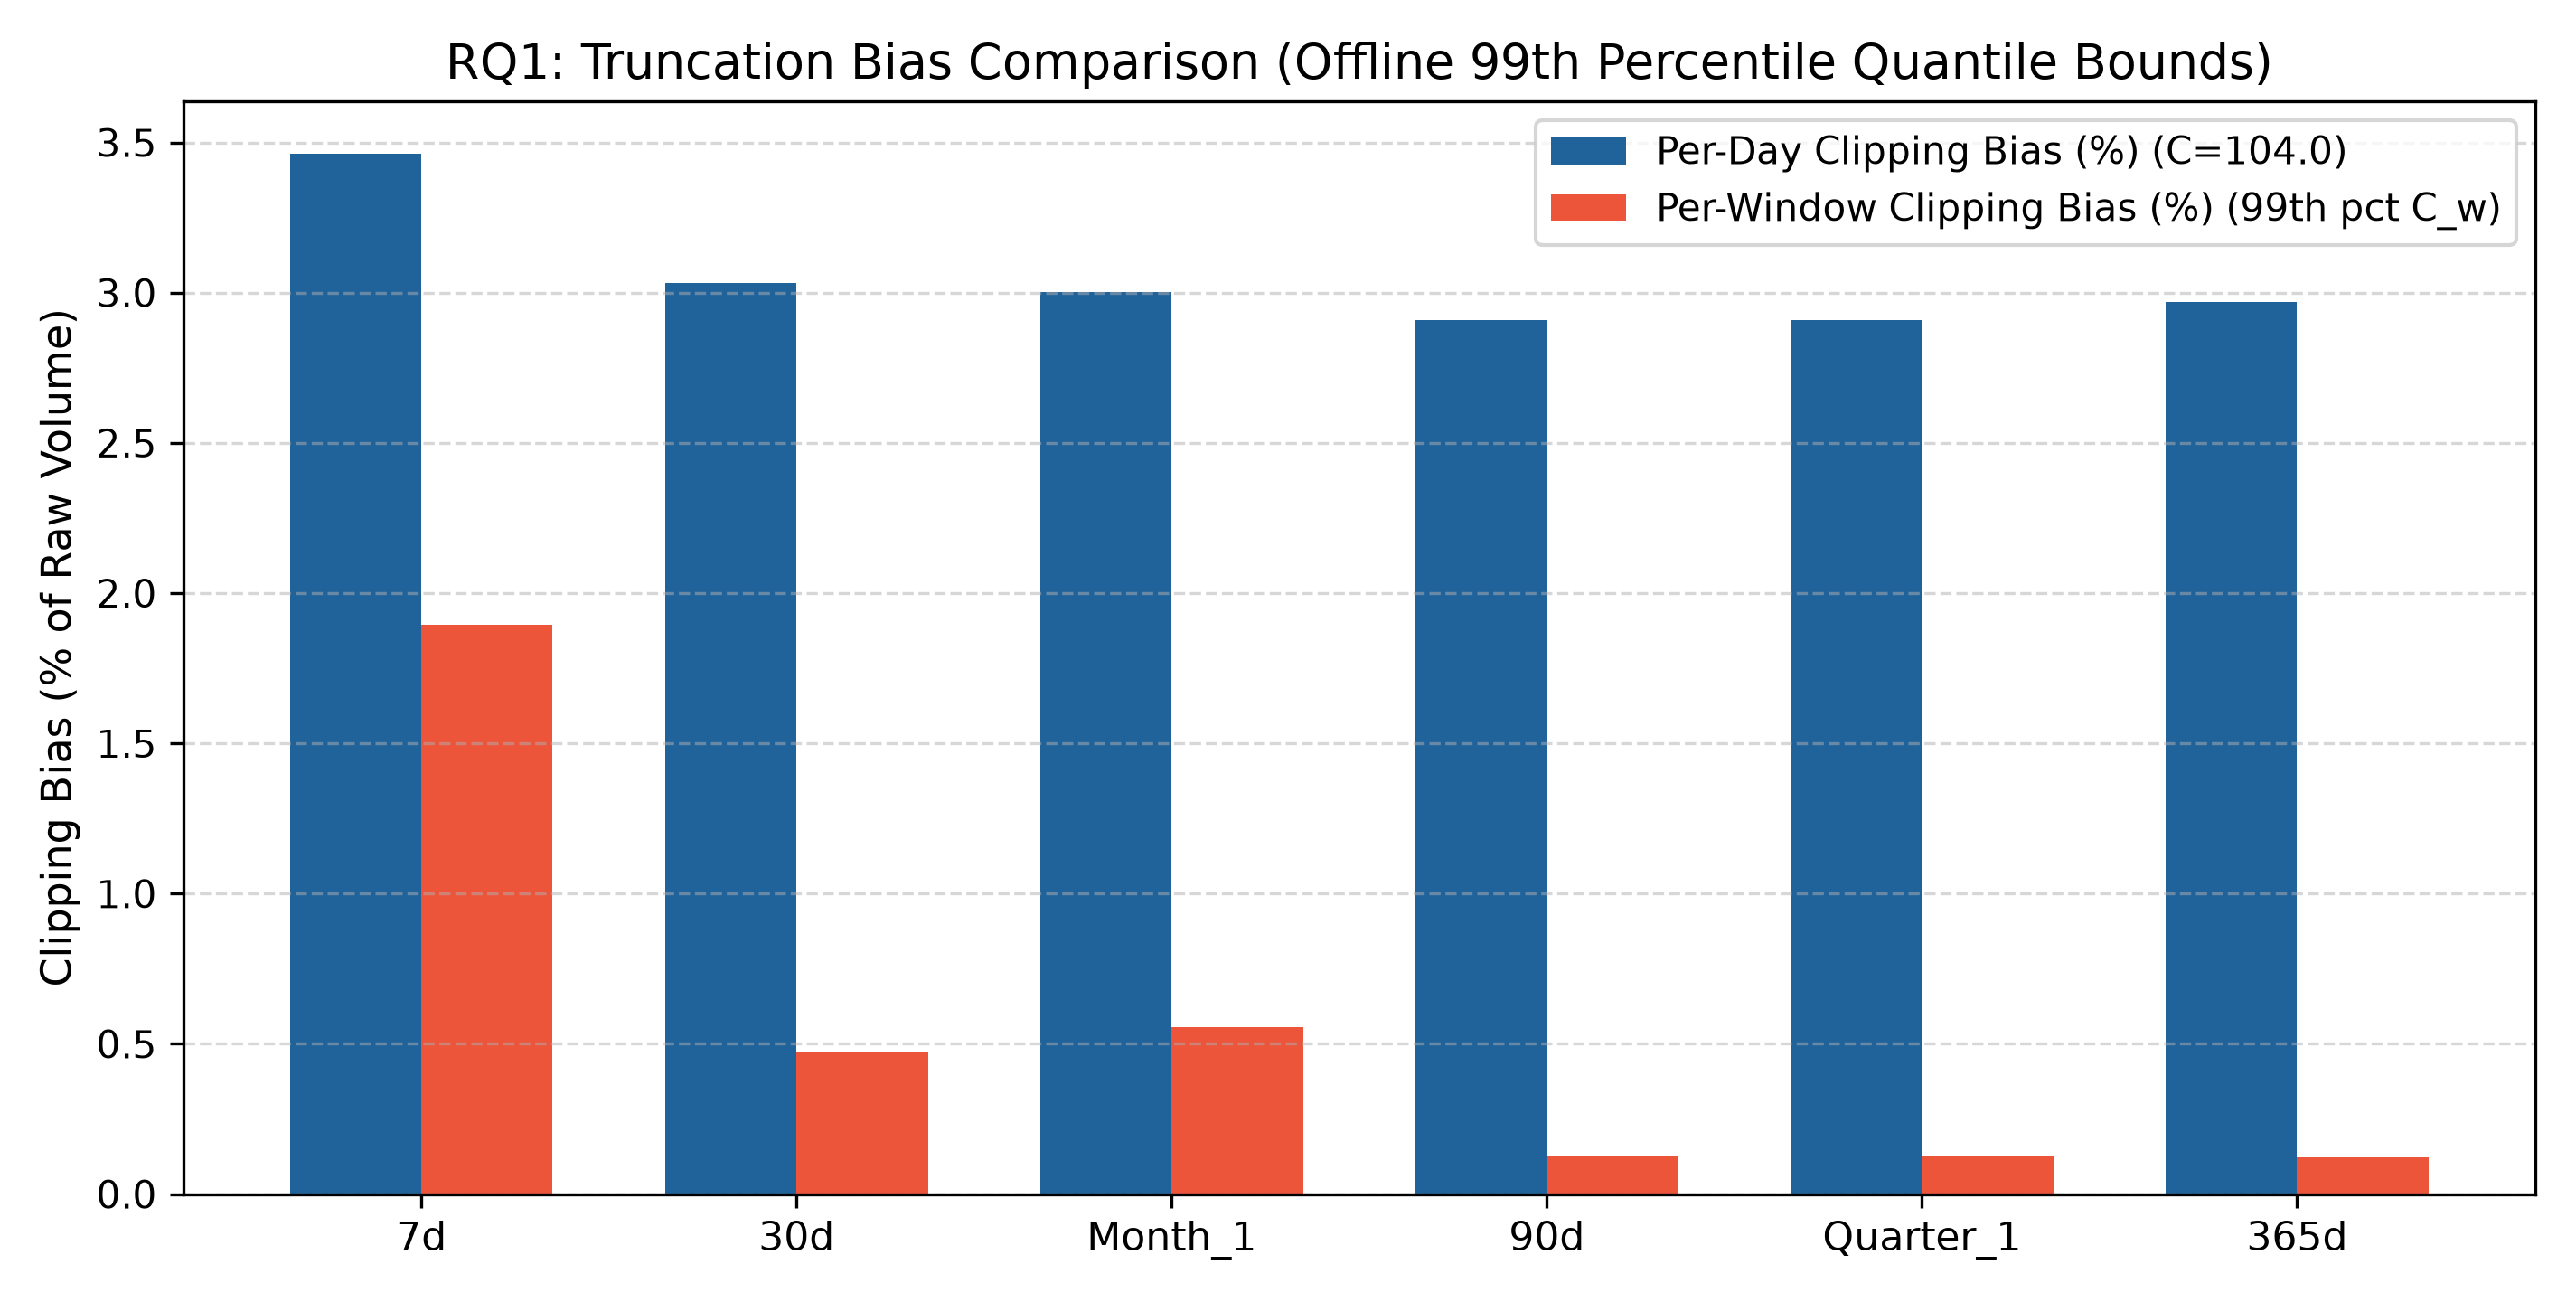 RQ1: Truncation Bias Comparison (Offline 99th Percentile Quantile Bounds)
Per-Day Clipping Bias (%) (C=104.0)
Per-Window Clipping Bias (%) (99th pct C_w)
Clipping Bias (% of Raw Volume)
3.5
3.0
2.5
2.0
1.5
1.0
0.5
0.0
7d
30d
Month_1
90d
Quarter_1
365d